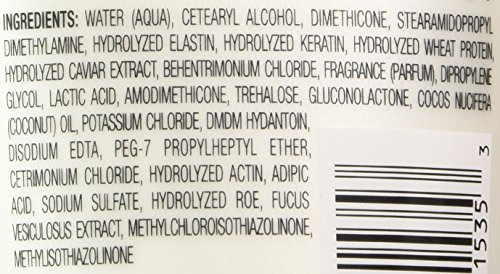 INGREDIENTS: WATER (AQUA), CETEARYL ALCOHOL, DIMETHICONE, STEARAMIDOPROPYL
DIMETHYLAMINE, HYDROLYZED ELASTIN, HYDROLYZED KERATIN, HYDROLYZED WHEAT PROTEIN,
HYDROLYZED CAVIAR EXTRACT, BEHENTRIMONIUM CHLORIDE, FRAGRANCE (PARFUM), DIPROPYLENE
GLYCOL, LACTIC ACID, AMODIMETHICONE, TREHALOSE, GLUCONOLACTONE, COCOS NUCIFERA
(COCONUT) OIL, POTASSIUM CHLORIDE, DMDM HYDANTOIN,
DISODIUM EDTA, PEG-7 PROPYLHEPTYL ETHER,
CETRIMONIUM CHLORIDE, HYDROLYZED ACTIN, ADIPIC
ACID, SODIUM SULFATE, HYDROLYZED ROE, FUCUS
VESICULOSUS EXTRACT, METHYLCHLOROISOTHIAZOLINONE,
METHYLISOTHIAZOLINONE
3
1535